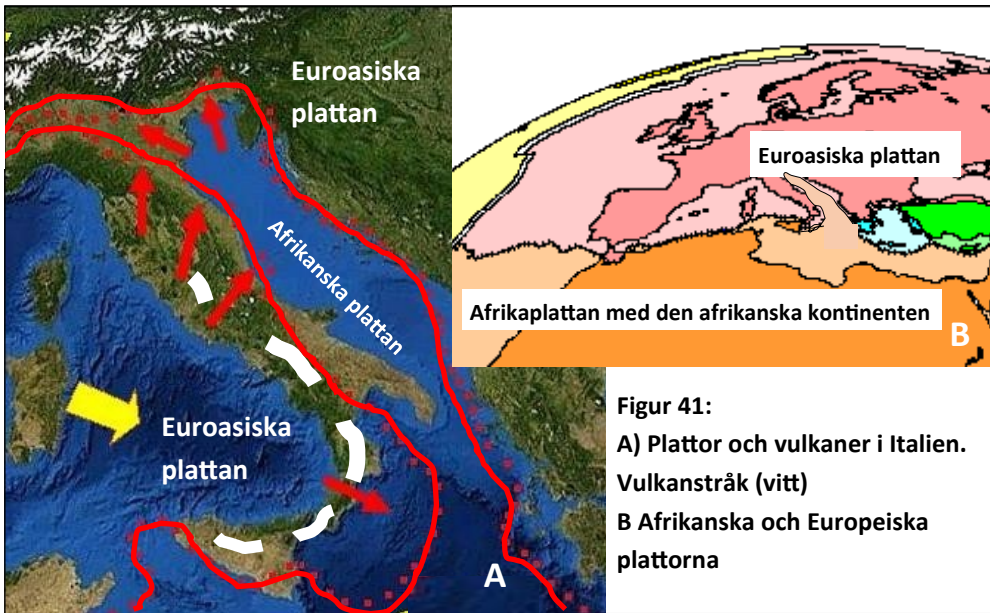 Euroasiska
plattan
Afrikanska plattan
Euroasiska
plattan
A
Euroasiska plattan
Afrikaplattan med den afrikanska kontinenten
B
Figur 41:
A) Plattor och vulkaner i Italien.
Vulkanstråk (vitt)
B Afrikanska och Europeiska
plattorna